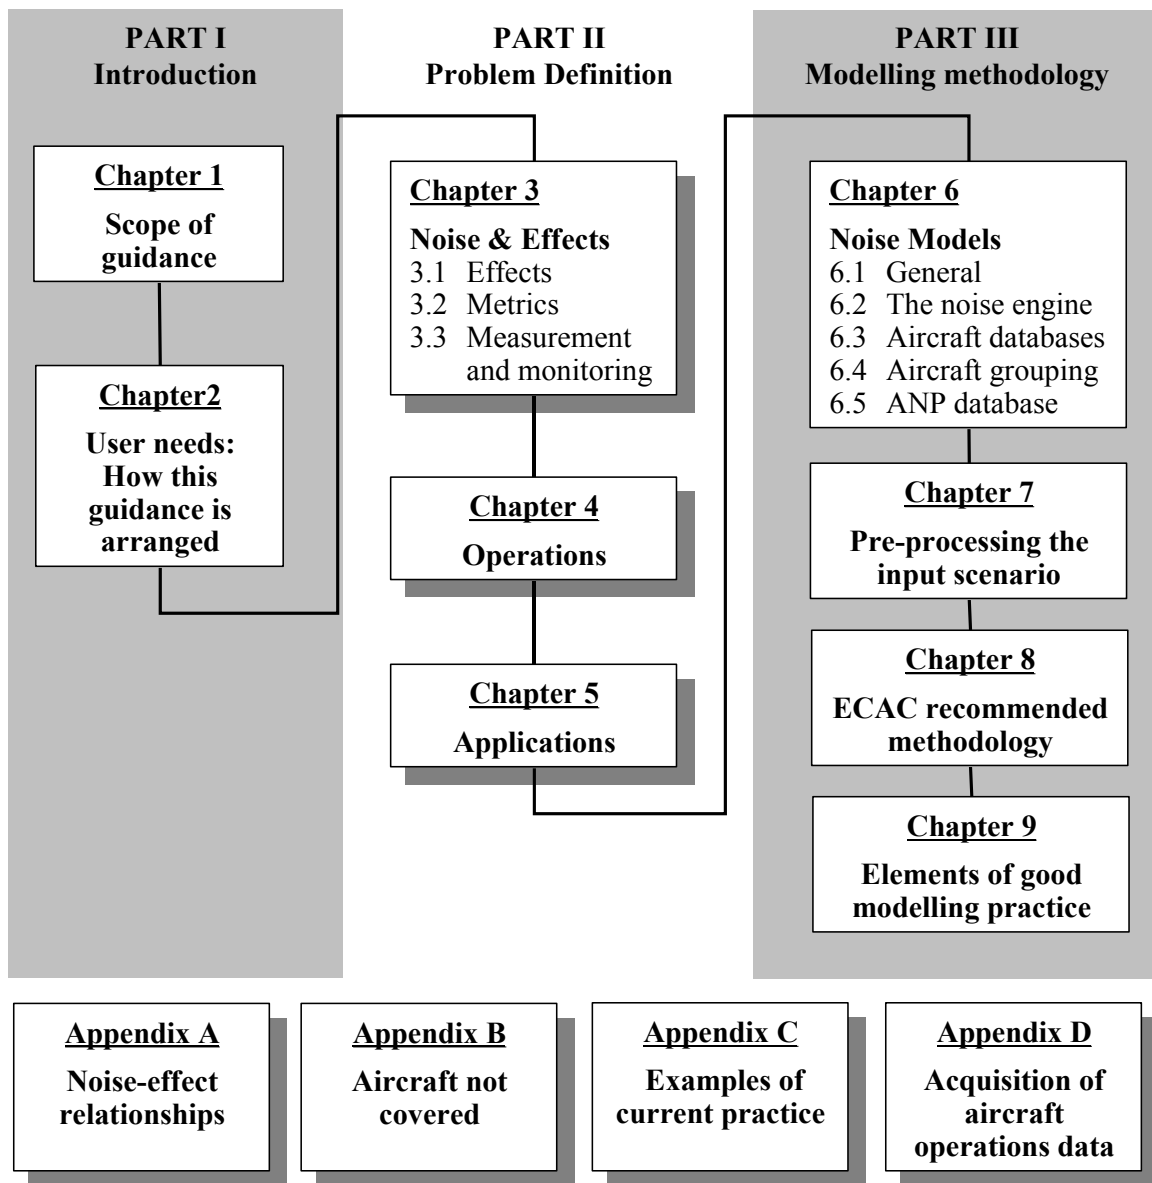 PART I
Introduction
Chapter 1
Scope of
guidance
Chapter2
User needs:
How this
guidance is
arranged
PART II
Problem Definition
Chapter 3
Noise & Effects
3.1 Effects
3.2 Metrics
3.3 Measurement
and monitoring
Chapter 4
Operations
Chapter 5
Applications
PART III
Modelling methodology
Chapter 6
Noise Models
6.1 General
6.2 The noise engine
6.3 Aircraft databases
6.4 Aircraft grouping
6.5 ANP database
Chapter 7
Pre-processing the
input scenario
Chapter 8
ECAC recommended
methodology
Chapter 9
Elements of good
modelling practice
Appendix A
Noise-effect
relationships
Appendix B
Aircraft not
covered
Appendix C
Examples of
current practice
Appendix D
Acquisition of
aircraft
operations data